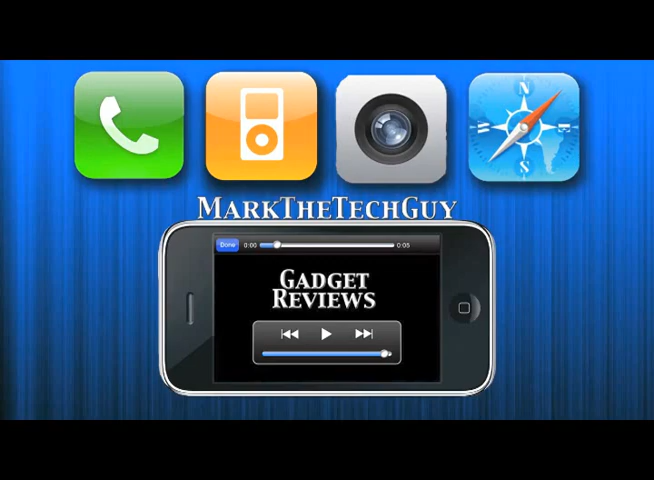 N
W E
S
MARKTHETECHGUY
Done 0:00 0:05
GADGET
REVIEWS